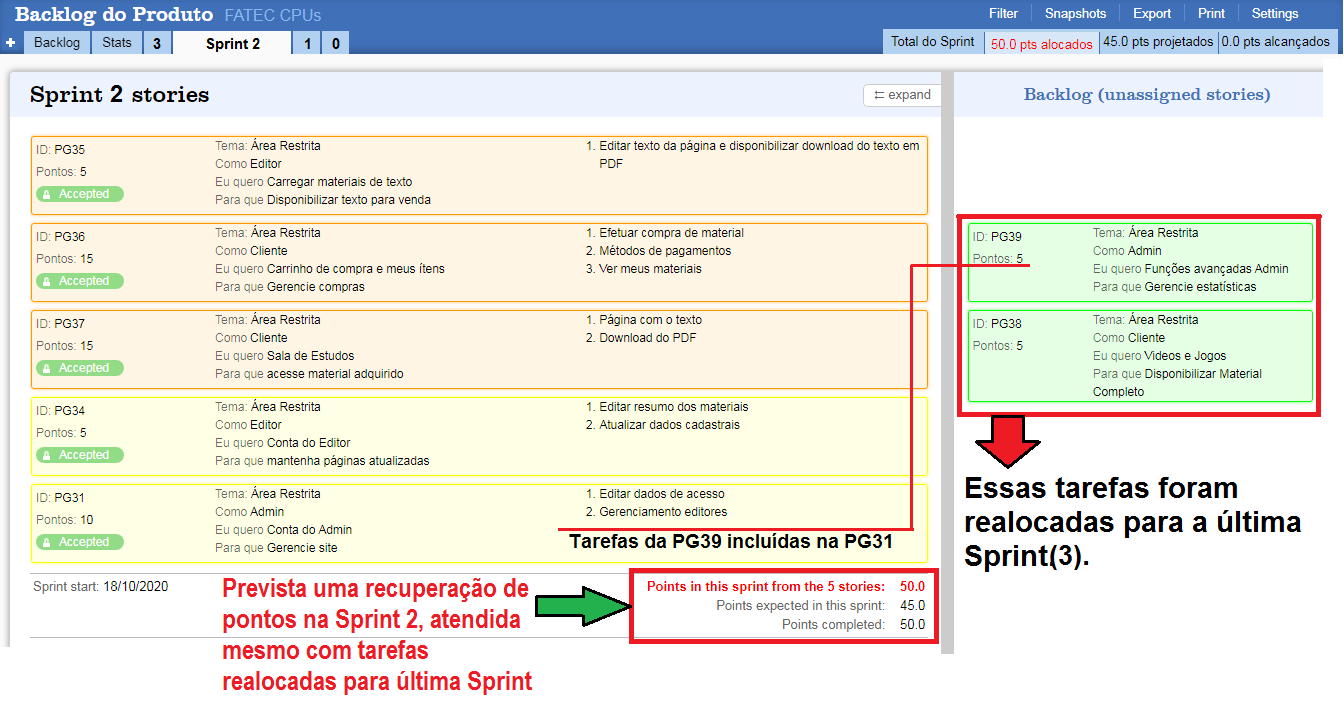 Backlog do Produto FATEC CPUs
Filter Snapshots Export Print Settings
+ Backlog Stats 3 Sprint 2 1 0
Total do Sprint 50.0 pts alocados 45.0 pts projetados 0.0 pts alcançados
Sprint 2 stories
expand
Backlog (unassigned stories)
ID: PG35
Pontos: 5
Accepted
Tema: Área Restrita
Como Editor
Eu quero Carregar materiais de texto
Para que Disponibilizar texto para venda
1. Editar texto da página e disponibilizar download do texto em
PDF
ID: PG36
Pontos: 15
Accepted
Tema: Área Restrita
Como Cliente
Eu quero Carrinho de compra e meus ítens
Para que Gerencie compras
1. Efetuar compra de material
2. Métodos de pagamentos
3. Ver meus materiais
ID: PG37
Pontos: 15
Accepted
Tema: Área Restrita
Como Cliente
Eu quero Sala de Estudos
Para que acesse material adquirido
1. Página com o texto
2. Download do PDF
ID: PG34
Pontos: 5
Accepted
Tema: Área Restrita
Como Editor
Eu quero Conta do Editor
Para que mantenha páginas atualizadas
1. Editar resumo dos materiais
2. Atualizar dados cadastrais
ID: PG31
Pontos: 10
Accepted
Tema: Área Restrita
Como Admin
Eu quero Conta do Admin
Para que Gerencie site
1. Editar dados de acesso
2. Gerenciamento editores
Tarefas da PG39 incluídas na PG31
Sprint start: 18/10/2020
Prevista uma recuperação de
pontos na Sprint 2, atendida
mesmo com tarefas
realocadas para última Sprint
Points in this sprint from the 5 stories: 50.0
Points expected in this sprint: 45.0
Points completed: 50.0
ID: PG39
Pontos: 5
Tema: Área Restrita
Como Admin
Eu quero Funções avançadas Admin
Para que Gerencie estatísticas
ID: PG38
Pontos: 5
Tema: Área Restrita
Como Cliente
Eu quero Videos e Jogos
Para que Disponibilizar Material
Completo
Essas tarefas foram
realocadas para a última
Sprint(3).